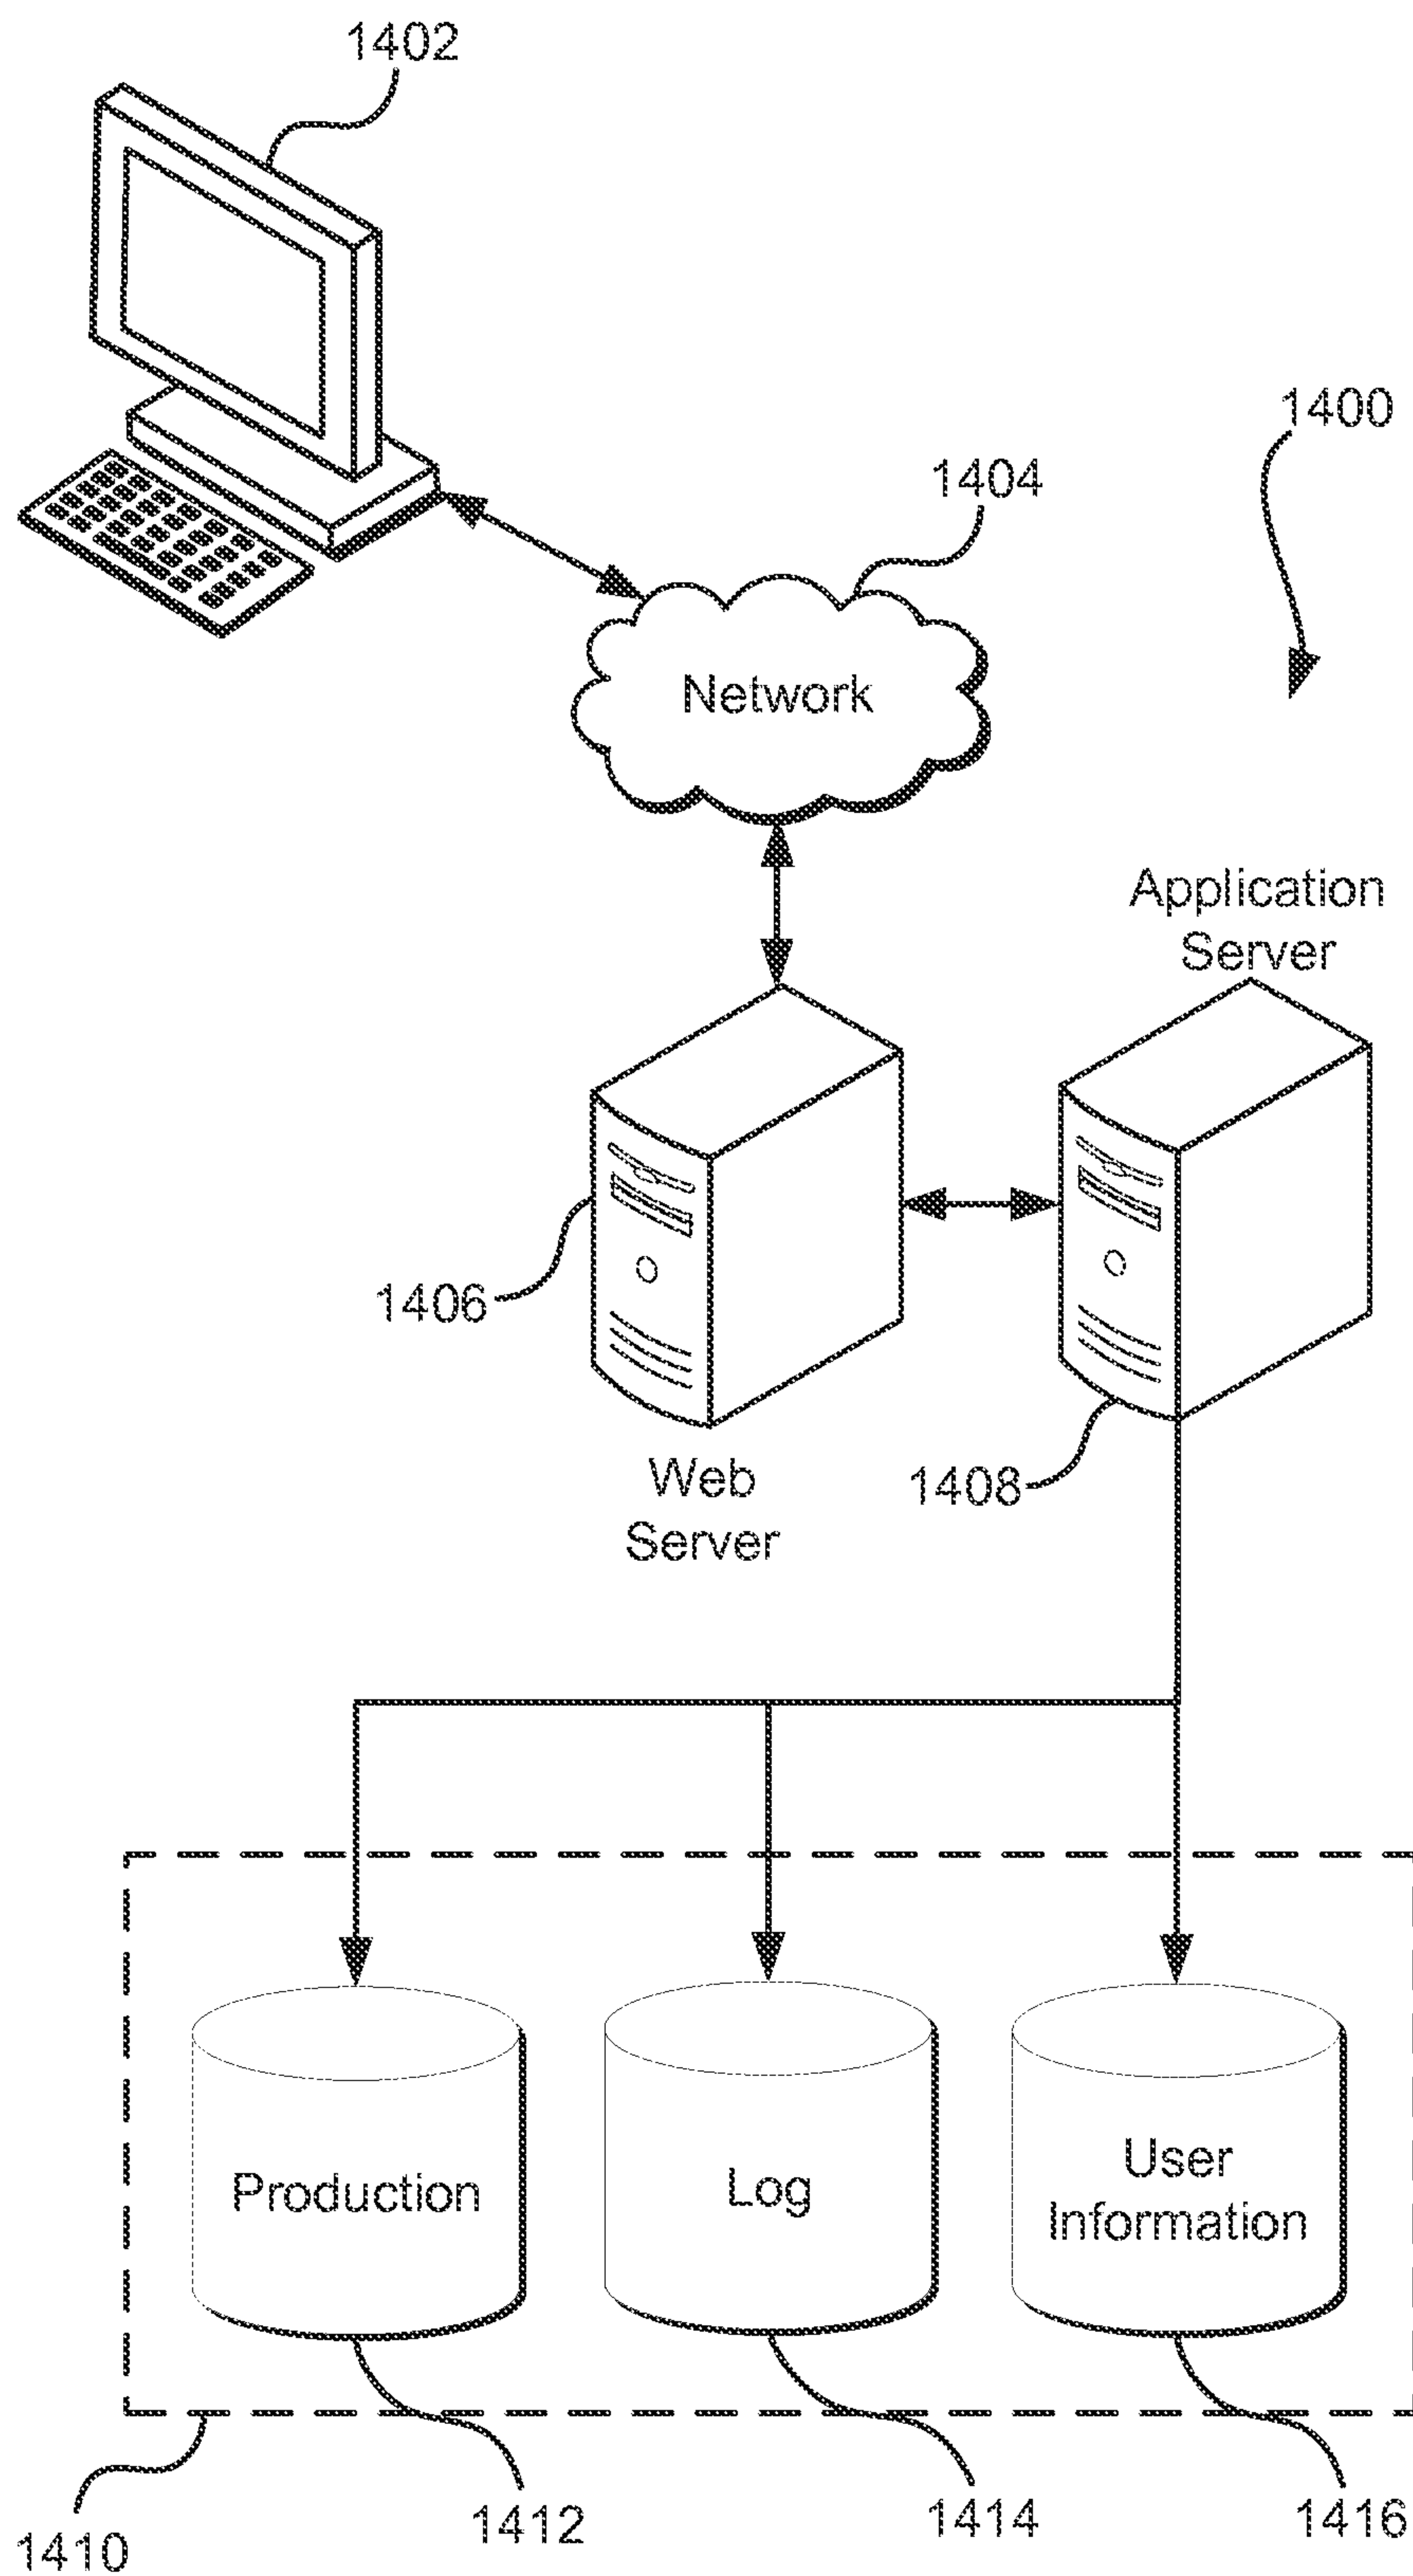 1402
1400
1404
Network
Application
Server
1406
Web
Server
1408
Production
Log
User
Information
1410
1412
1414
1416